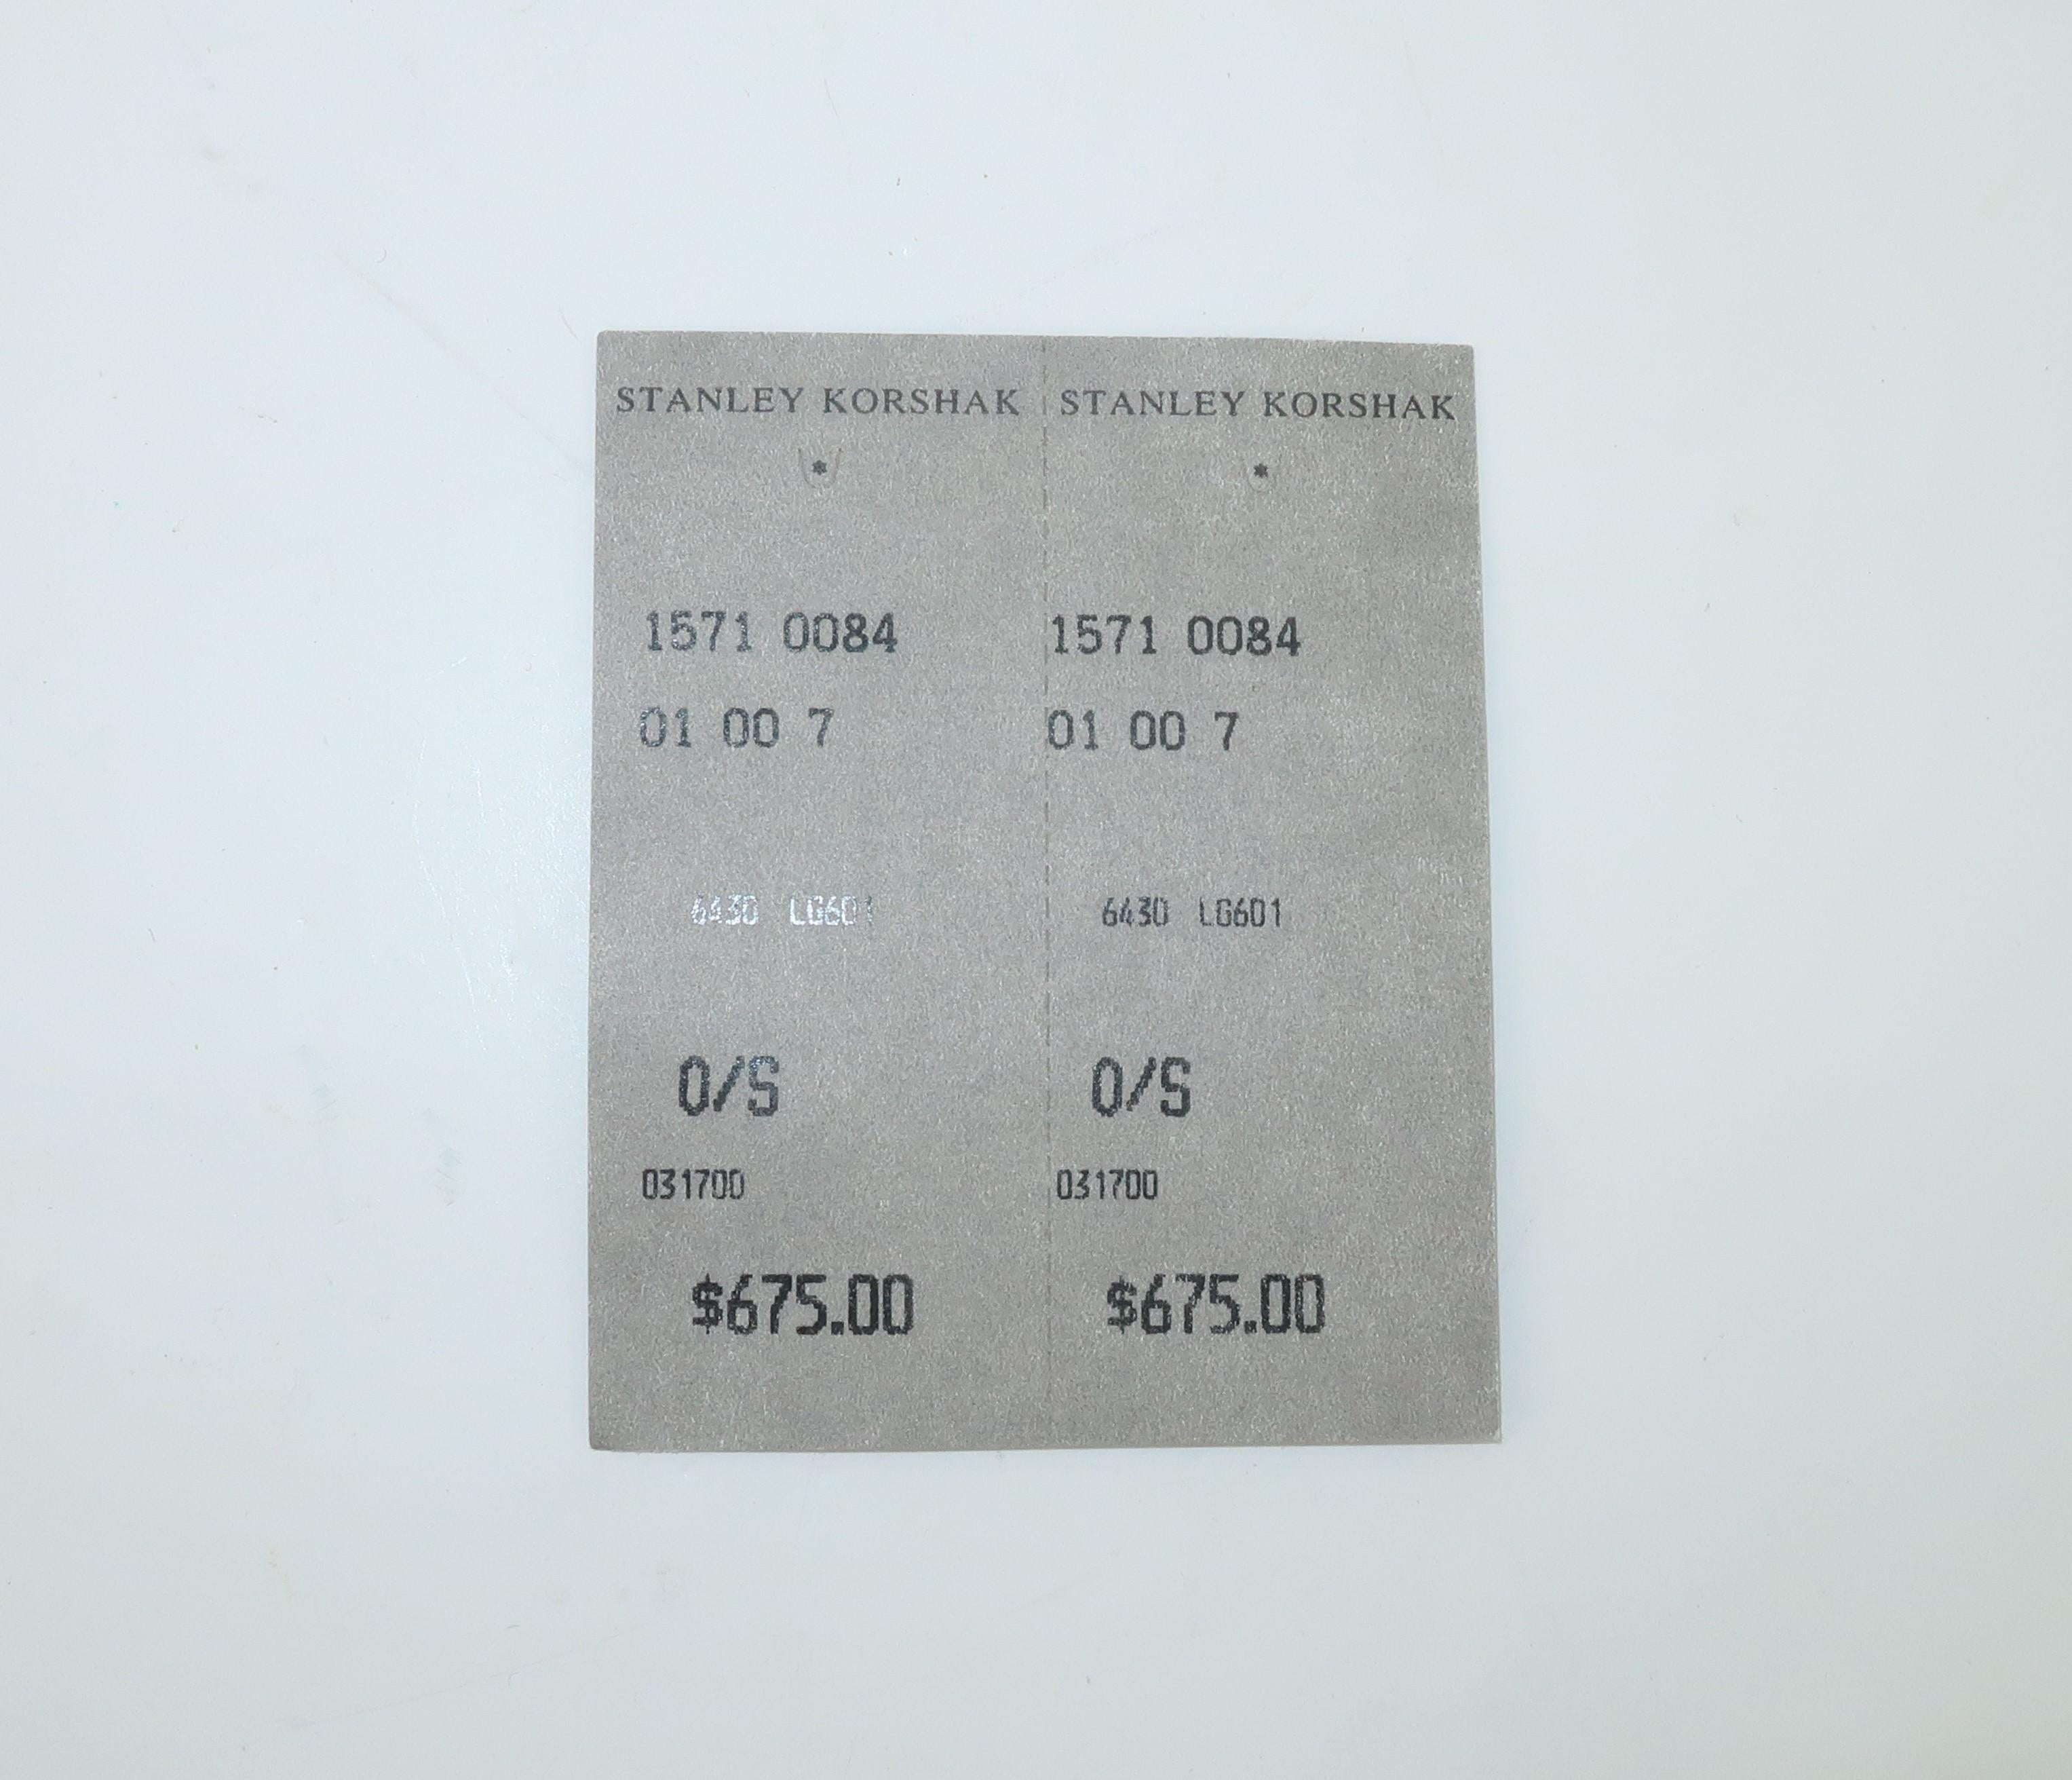 STANLEY KORSHAK STANLEY KORSHAK
* *
1571 0084 1571 0084
01 00 7 01 00 7
6430 LG601 6430 LG601
O/S O/S
031700 031700
$675.00 $675.00